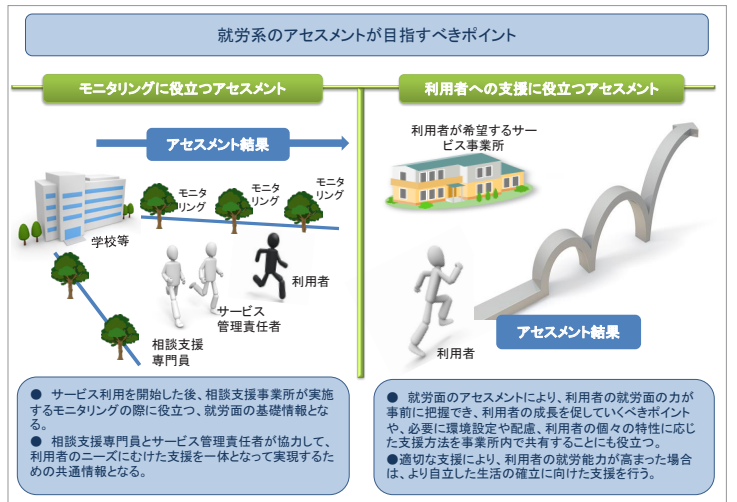 就労系のアセスメントが目指すべきポイント
モニタリングに役立つアセスメント
アセスメント結果
モニタ
リング
モニタ
リング
モニタ
リング
学校等
利用者
サービス
管理責任者
相談支援
専門員
● サービス利用を開始した後、相談支援事業所が実施
するモニタリングの際に役立つ、就労面の基礎情報とな
る。
● 相談支援専門員とサービス管理責任者が協力して、
利用者のニーズにむけた支援を一体となって実現するた
めの共通情報となる。
利用者への支援に役立つアセスメント
利用者が希望するサー
ビス事業所
利用者
アセスメント結果
● 就労面のアセスメントにより、利用者の就労面の力が
事前に把握でき、利用者の成長を促していくべきポイント
や、必要に環境設定や配慮、利用者の個々の特性に応じ
た支援方法を事業所内で共有することにも役立つ。
●適切な支援により、利用者の就労能力が高まった場合
は、より自立した生活の確立に向けた支援を行う。